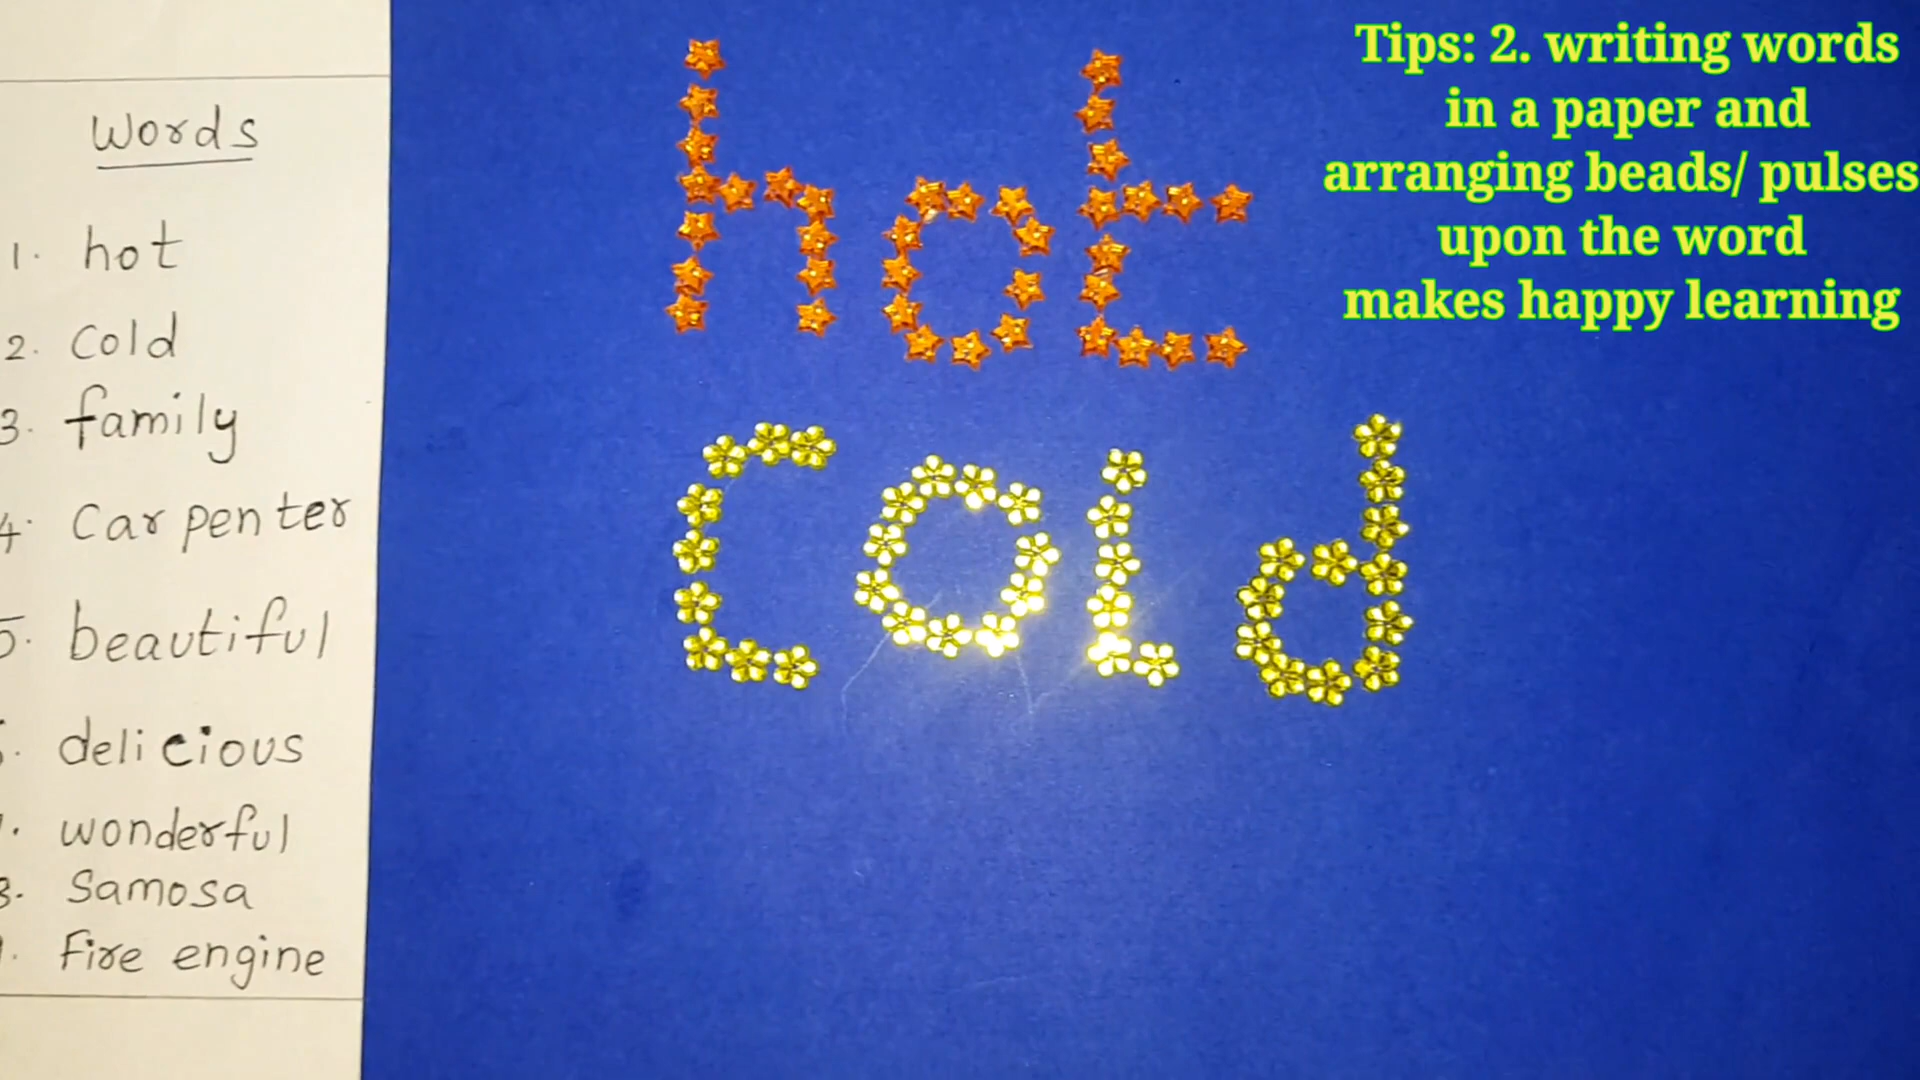 Words
1. hot
2. Cold
3. family
4. Carpenter
5. beautiful
. delicious
. wonderful
8. Samosa
. Fire engine
hot
Cold
Tips: 2. writing words
in a paper and
arranging beads/ pulses
upon the word
makes happy learning